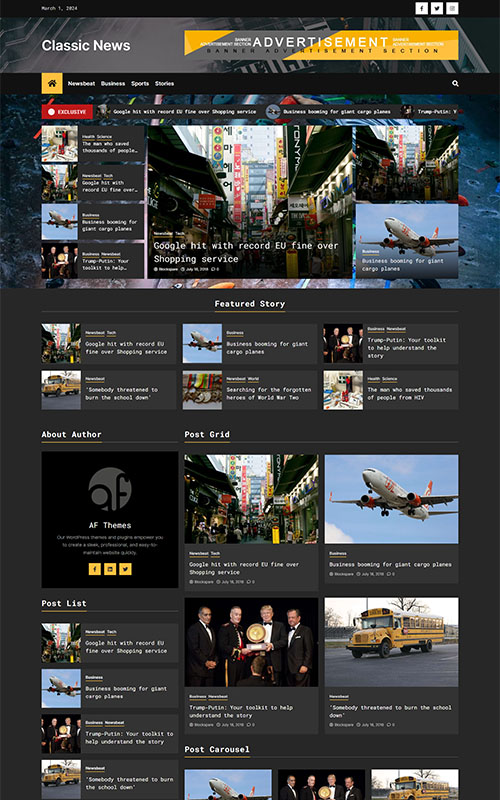 March 1, 2024
Classic News
BANNER
ADVERTISEMENT SECTION
ADVERTISEMENT
BANNER
ADVERTISEMENT SECTION
BANNER ADVERTISEMENT SECTION
Newsbeat Business Sports Stories
EXCLUSIVE
Google hit with record EU fine over Shopping service
Business booming for giant cargo planes
Trump-Putin: Y
Health Science
The man who saved
thousands of people…
Newsbeat Tech
Google hit with
record EU fine over…
Business
Business booming for
giant cargo planes
Business Newsbeat
Trump-Putin: Your
toolkit to help…
Newsbeat Tech
Google hit with record EU fine over
Shopping service
Blockspare July 18, 2018 0
Business
Business booming for giant
cargo planes
Featured Story
Newsbeat Tech
Google hit with record EU
fine over Shopping service
Business
Business booming for giant
cargo planes
Business Newsbeat
Trump-Putin: Your toolkit
to help understand the
story
Newsbeat
'Somebody threatened to
burn the school down'
Newsbeat World
Searching for the forgotten
heroes of World War Two
Health Science
The man who saved thousands
of people from HIV
About Author
AF Themes
Our WordPress themes and plugins empower you
to create a sleek, professional, and easy-to-
maintain website quickly.
Post List
Newsbeat Tech
Google hit with record EU
fine over Shopping service
Business
Business booming for giant
cargo planes
Business Newsbeat
Trump-Putin: Your toolkit
to help understand the story
Newsbeat
'Somebody threatened to
burn the school down'
Post Grid
Newsbeat Tech
Google hit with record EU fine over
Shopping service
Blockspare July 18, 2018 0
Business
Business booming for giant cargo planes
Blockspare July 18, 2018 0
Business Newsbeat
Trump-Putin: Your toolkit to help
understand the story
Blockspare July 18, 2018 0
Newsbeat
'Somebody threatened to burn the school
down'
Blockspare July 18, 2018 0
Post Carousel